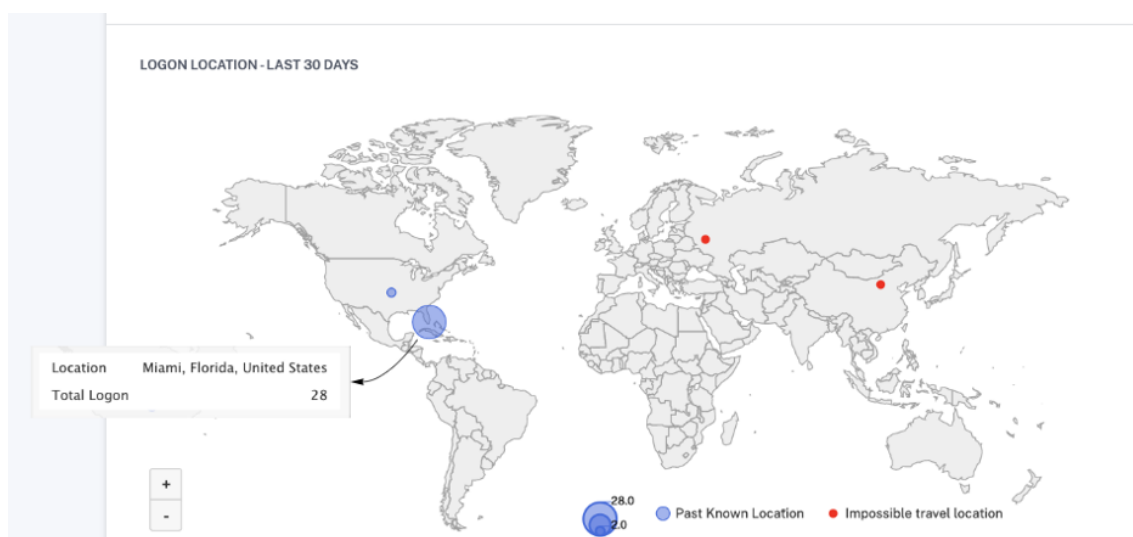 LOGON LOCATION - LAST 30 DAYS
Location Miami, Florida, United States
Total Logon 28
+
-
28.0
2.0
Past Known Location
Impossible travel location